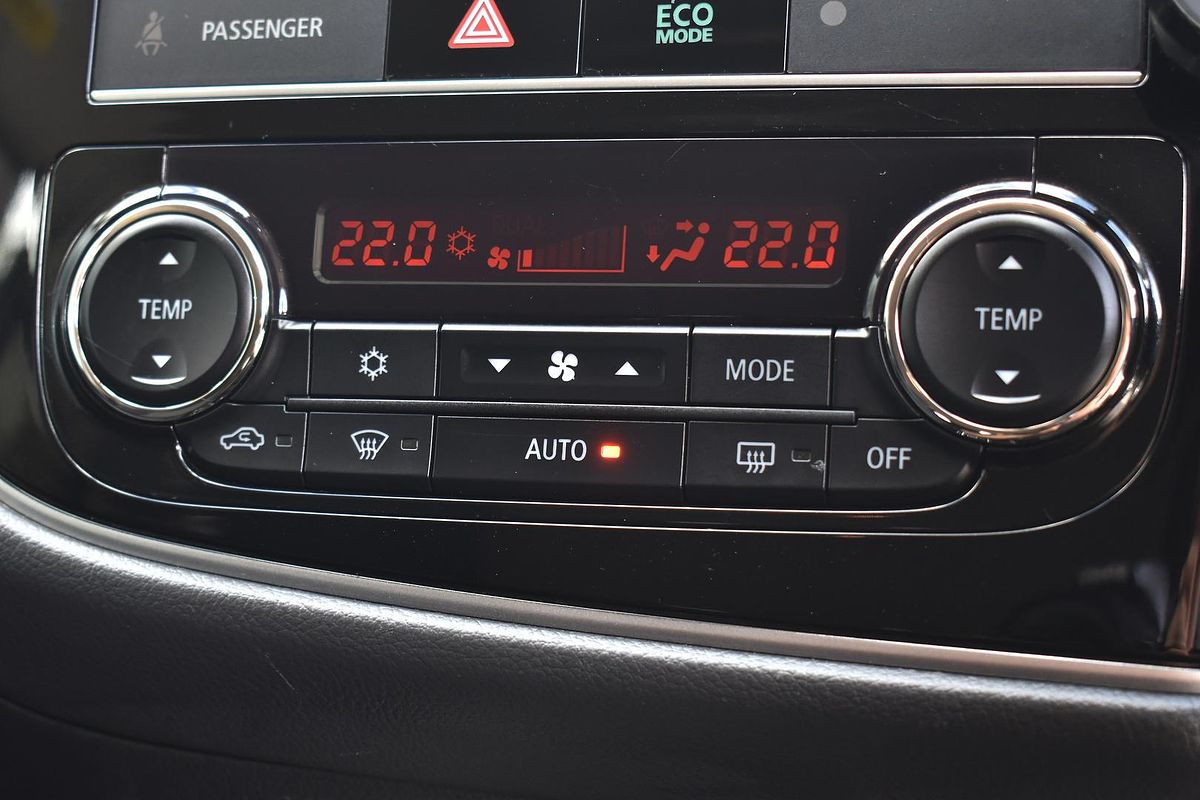 PASSENGER
ECO
MODE
22.0 22.0
TEMP
TEMP
MODE
AUTO
OFF